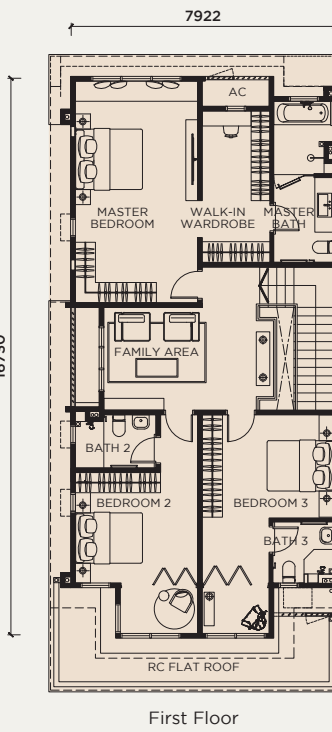 7922
AC
MASTER
BEDROOM
WALK-IN
WARDROBE
MASTER
BATH
FAMILY AREA
BATH 2
BEDROOM 2
BEDROOM 3
BATH 3
RC FLAT ROOF
First Floor